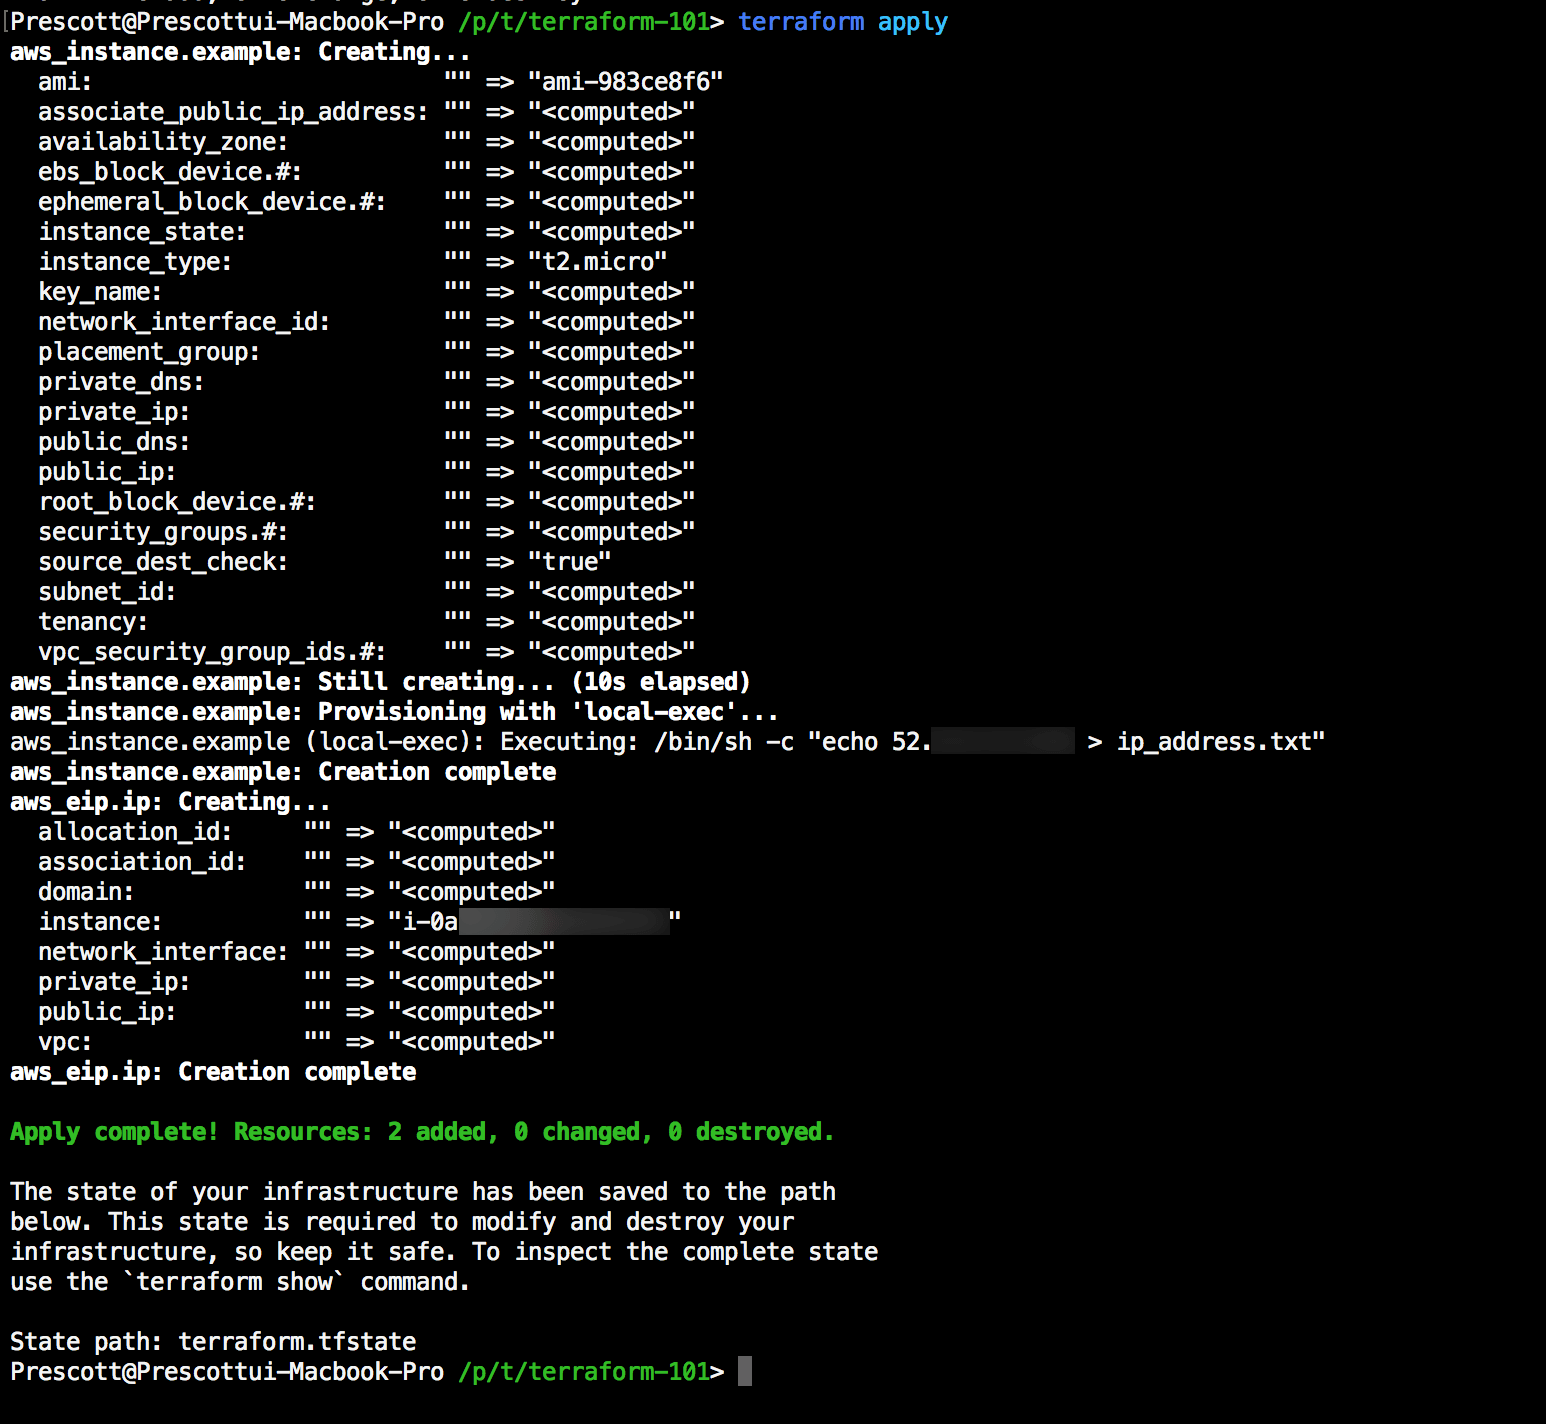 Prescott@Prescottui-Macbook-Pro /p/t/terraform-101> terraform apply
aws_instance.example: Creating...
  ami:                         "" => "ami-983ce8f6"
  associate_public_ip_address: "" => "<computed>"
  availability_zone:           "" => "<computed>"
  ebs_block_device.#:          "" => "<computed>"
  ephemeral_block_device.#:    "" => "<computed>"
  instance_state:              "" => "<computed>"
  instance_type:               "" => "t2.micro"
  key_name:                    "" => "<computed>"
  network_interface_id:        "" => "<computed>"
  placement_group:             "" => "<computed>"
  private_dns:                 "" => "<computed>"
  private_ip:                  "" => "<computed>"
  public_dns:                  "" => "<computed>"
  public_ip:                   "" => "<computed>"
  root_block_device.#:         "" => "<computed>"
  security_groups.#:           "" => "<computed>"
  source_dest_check:           "" => "true"
  subnet_id:                   "" => "<computed>"
  tenancy:                     "" => "<computed>"
  vpc_security_group_ids.#:    "" => "<computed>"
aws_instance.example: Still creating... (10s elapsed)
aws_instance.example: Provisioning with 'local-exec'...
aws_instance.example (local-exec): Executing: /bin/sh -c "echo 52. > ip_address.txt"
aws_instance.example: Creation complete
aws_eip.ip: Creating...
  allocation_id:     "" => "<computed>"
  association_id:    "" => "<computed>"
  domain:            "" => "<computed>"
  instance:          "" => "i-0a"
  network_interface: "" => "<computed>"
  private_ip:        "" => "<computed>"
  public_ip:         "" => "<computed>"
  vpc:               "" => "<computed>"
aws_eip.ip: Creation complete
Apply complete! Resources: 2 added, 0 changed, 0 destroyed.
The state of your infrastructure has been saved to the path
below. This state is required to modify and destroy your
infrastructure, so keep it safe. To inspect the complete state
use the `terraform show` command.
State path: terraform.tfstate
Prescott@Prescottui-Macbook-Pro /p/t/terraform-101>